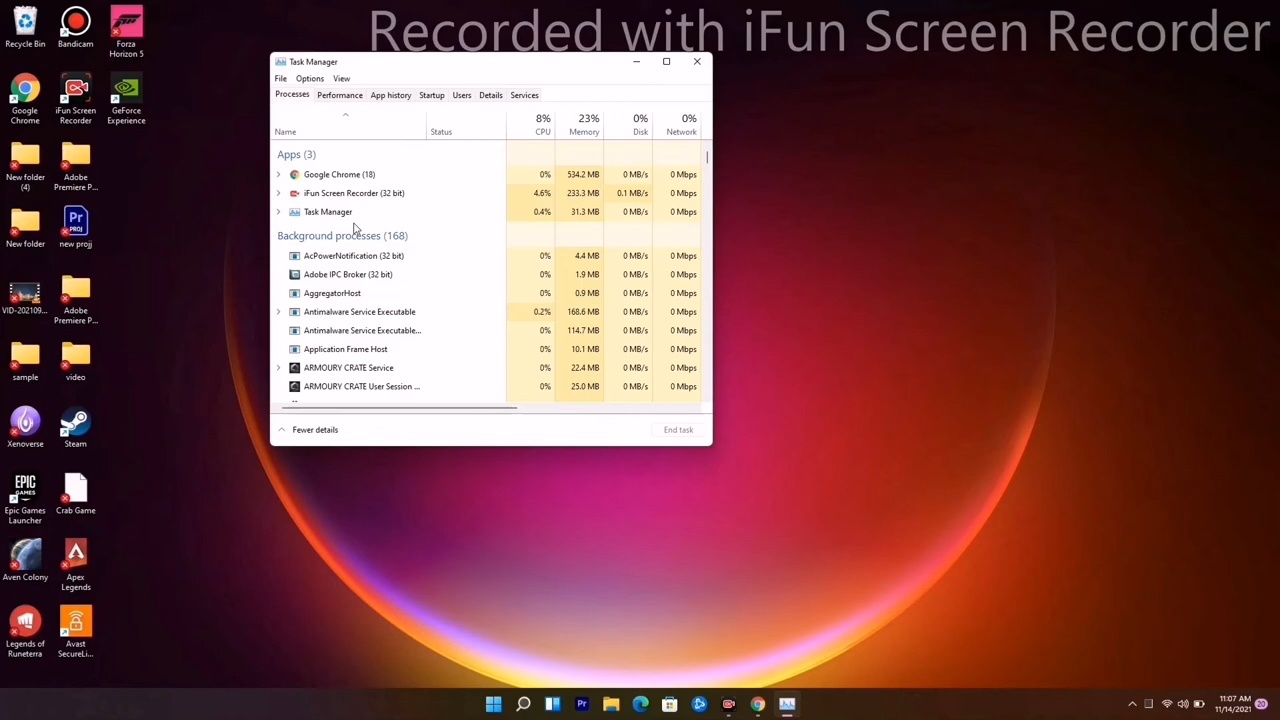 Recorded with iFun Screen Recorder
Recycle Bin
Bandicam
Forza
Horizon 5
Google
Chrome
iFun Screen
Recorder
GeForce
Experience
New folder
(4)
Adobe
Premiere P...
New folder
Pr
PROJ
new projj
VID-202109...
Adobe
Premiere P...
sample
video
Xenoverse
Steam
EPIC
GAMES
Epic Games
Launcher
Crab Game
Aven Colony
Apex
Legends
Legends of
Runeterra
Avast
SecureLi...
Task Manager
File Options View
Processes Performance App history Startup Users Details Services
8% 23% 0% 0%
Name Status CPU Memory Disk Network
Apps (3)
Google Chrome (18) 0% 534.2 MB 0 MB/s 0 Mbps
iFun Screen Recorder (32 bit) 4.6% 233.3 MB 0.1 MB/s 0 Mbps
Task Manager 0.4% 31.3 MB 0 MB/s 0 Mbps
Background processes (168)
AcPowerNotification (32 bit) 0% 4.4 MB 0 MB/s 0 Mbps
Adobe IPC Broker (32 bit) 0% 1.9 MB 0 MB/s 0 Mbps
AggregatorHost 0% 0.9 MB 0 MB/s 0 Mbps
Antimalware Service Executable 0.2% 168.6 MB 0 MB/s 0 Mbps
Antimalware Service Executable... 0% 114.7 MB 0 MB/s 0 Mbps
Application Frame Host 0% 10.1 MB 0 MB/s 0 Mbps
ARMOURY CRATE Service 0% 22.4 MB 0 MB/s 0 Mbps
ARMOURY CRATE User Session ... 0% 25.0 MB 0 MB/s 0 Mbps
Fewer details End task
Pr
11:07 AM
11/14/2021
20